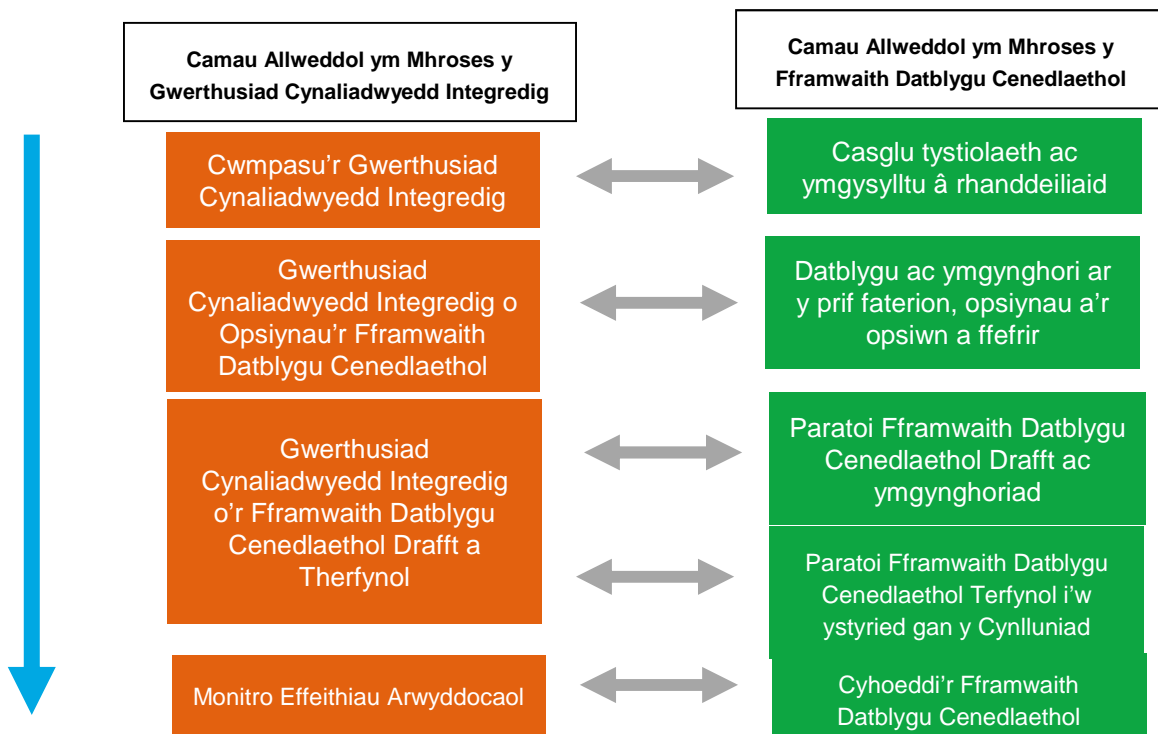 Camau Allweddol ym Mhroses y
Gwerthusiad Cynaliadwyedd Integredig
Camau Allweddol ym Mhroses y
Fframwaith Datblygu Cenedlaethol
Cwmpasu'r Gwerthusiad
Cynaliadwyedd Integredig
Casglu tystiolaeth ac
ymgysylltu â rhanddeiliaid
Gwerthusiad
Cynaliadwyedd Integredig o
Opsiynau'r Fframwaith
Datblygu Cenedlaethol
Datblygu ac ymgynghori ar
y prif faterion, opsiynau a'r
opsiwn a ffefrir
Gwerthusiad
Cynaliadwyedd Integredig
o'r Fframwaith Datblygu
Cenedlaethol Drafft a
Therfynol
Paratoi Fframwaith Datblygu
Cenedlaethol Drafft ac
ymgynghoriad
Paratoi Fframwaith Datblygu
Cenedlaethol Terfynol i'w
ystyried gan y Cynlluniad
Monitro Effeithiau Arwyddocaol
Cyhoeddi'r Fframwaith
Datblygu Cenedlaethol